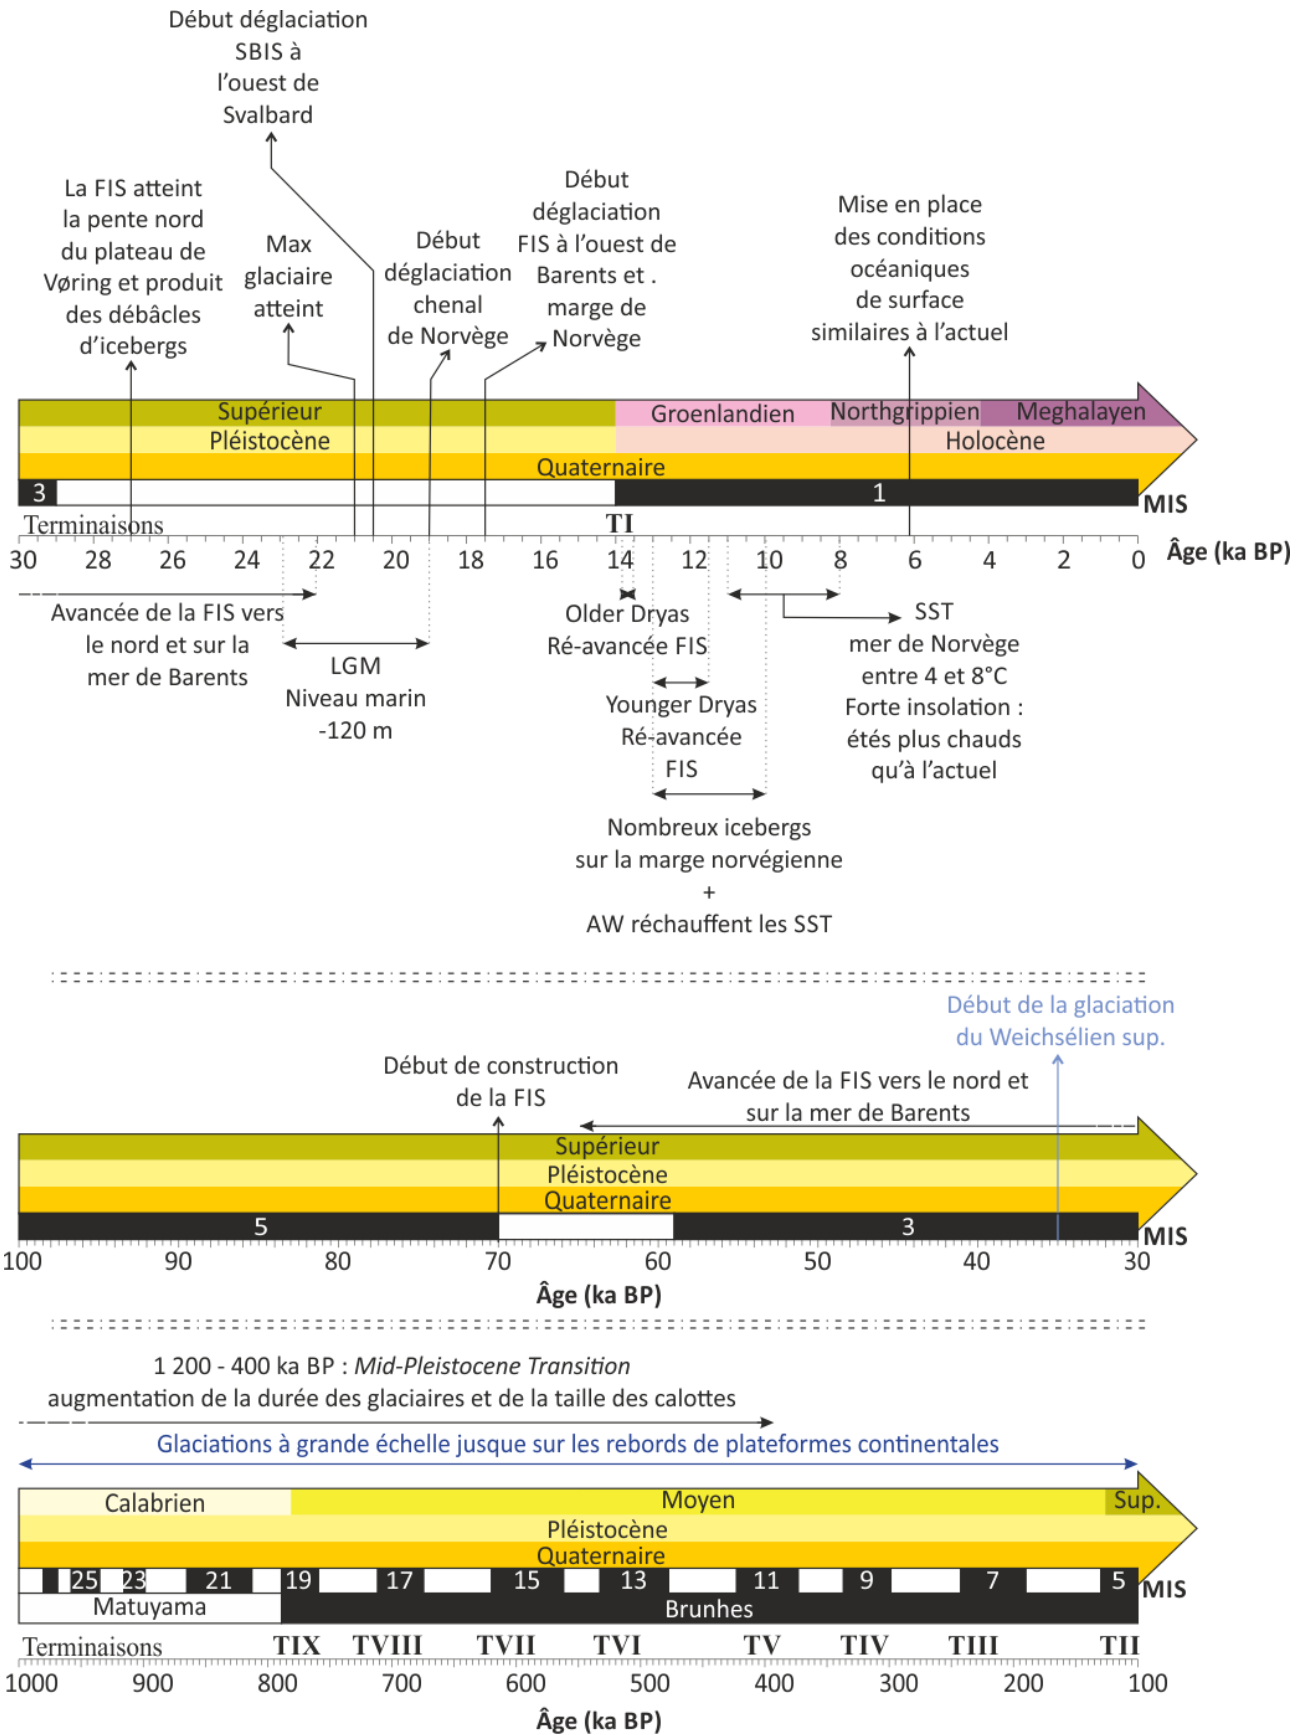 Début déglaciation
SBIS à
l'ouest de
Svalbard
La FIS atteint
la pente nord
du plateau de
Vøring et produit
des débâcles
d'icebergs
Max
glaciaire
atteint
Début
déglaciation
chenal
de Norvège
Début
déglaciation
FIS à l'ouest de
Barents et .
marge de
Norvège
Mise en place
des conditions
océaniques
de surface
similaires à l'actuel
Supérieur
Groenlandien
Northgrippien
Meghalayen
Pléistocène
Holocène
Quaternaire
3
1
MIS
Terminaisons
TI
30 28 26 24 22 20 18 16 14 12 10 8 6 4 2 0
Âge (ka BP)
Avancée de la FIS vers
le nord et sur la
mer de Barents
LGM
Niveau marin
-120 m
Older Dryas
Ré-avancée FIS
Younger Dryas
Ré-avancée
FIS
Nombreux icebergs
sur la marge norvégienne
+
AW réchauffent les SST
SST
mer de Norvège
entre 4 et 8°C
Forte insolation :
étés plus chauds
qu'à l'actuel
Début de la glaciation
du Weichsélien sup.
Début de construction
de la FIS
Avancée de la FIS vers le nord et
sur la mer de Barents
Supérieur
Pléistocène
Quaternaire
5
3
MIS
100 90 80 70 60 50 40 30
Âge (ka BP)
1 200 - 400 ka BP : Mid-Pleistocene Transition
augmentation de la durée des glaciaires et de la taille des calottes
Glaciations à grande échelle jusque sur les rebords de plateformes continentales
Calabrien
Moyen
Sup.
Pléistocène
Quaternaire
25 23 21 19 17 15 13 11 9 7 5
MIS
Matuyama
Brunhes
Terminaisons
TIX TVIII TVII TVI TV TIV TIII TII
1000 900 800 700 600 500 400 300 200 100
Âge (ka BP)